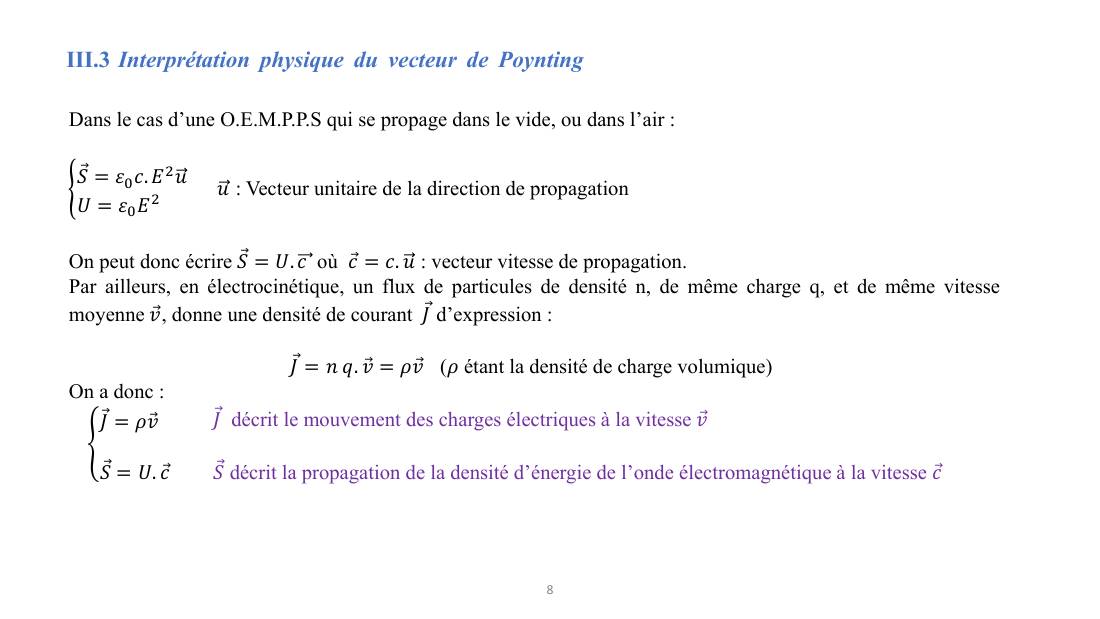 III.3 Interprétation physique du vecteur de Poynting
Dans le cas d’une O.E.M.P.P.S qui se propage dans le vide, ou dans l’air :
{S⃗ = ε₀c.E²u⃗
U = ε₀E²
u⃗ : Vecteur unitaire de la direction de propagation
On peut donc écrire S⃗ = U.c⃗ où c⃗ = c.u⃗ : vecteur vitesse de propagation.
Par ailleurs, en électrocinétique, un flux de particules de densité n, de même charge q, et de même vitesse
moyenne v⃗, donne une densité de courant J⃗ d’expression :
J⃗ = n q.v⃗ = ρv⃗ (ρ étant la densité de charge volumique)
On a donc :
{J⃗ = ρv⃗ J⃗ décrit le mouvement des charges électriques à la vitesse v⃗
S⃗ = U.c⃗ S⃗ décrit la propagation de la densité d’énergie de l’onde électromagnétique à la vitesse c⃗
8